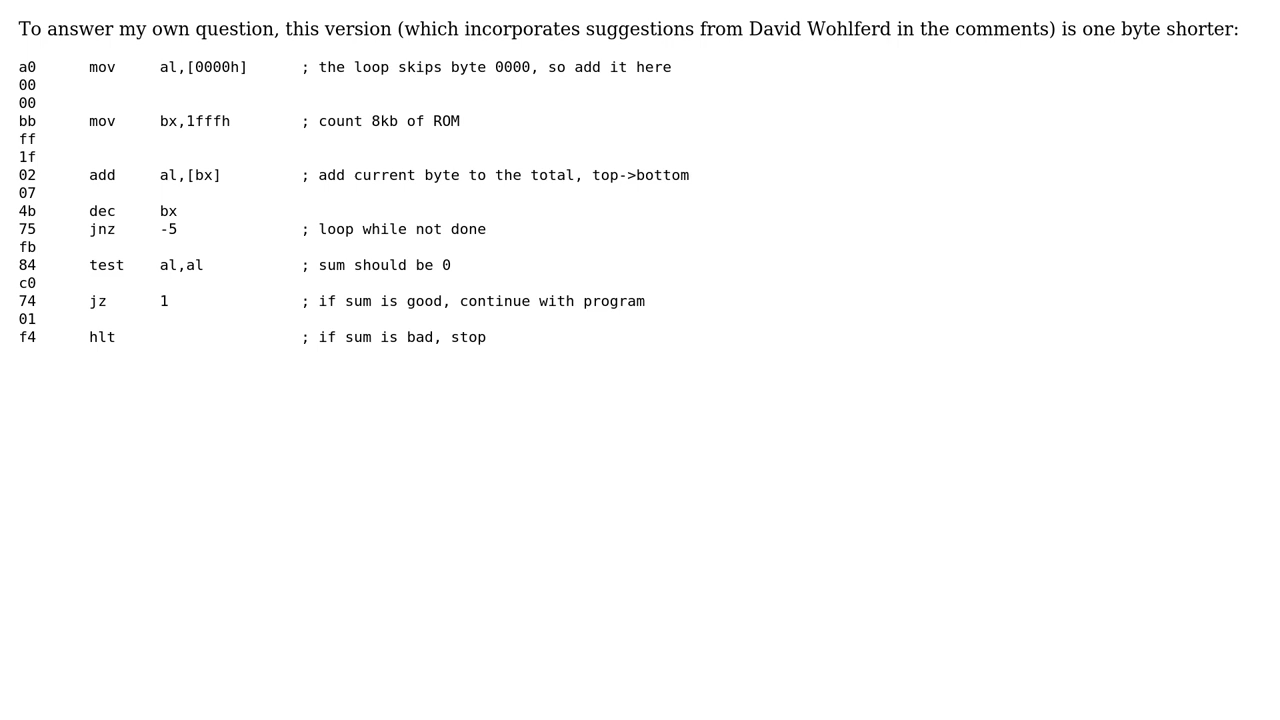 To answer my own question, this version (which incorporates suggestions from David Wohlferd in the comments) is one byte shorter:
a0      mov     al,[0000h]      ; the loop skips byte 0000, so add it here
00
00
bb      mov     bx,1fffh        ; count 8kb of ROM
ff
1f
02      add     al,[bx]         ; add current byte to the total, top->bottom
07
4b      dec     bx
75      jnz     -5              ; loop while not done
fb
84      test    al,al           ; sum should be 0
c0
74      jz      1               ; if sum is good, continue with program
01
f4      hlt                     ; if sum is bad, stop